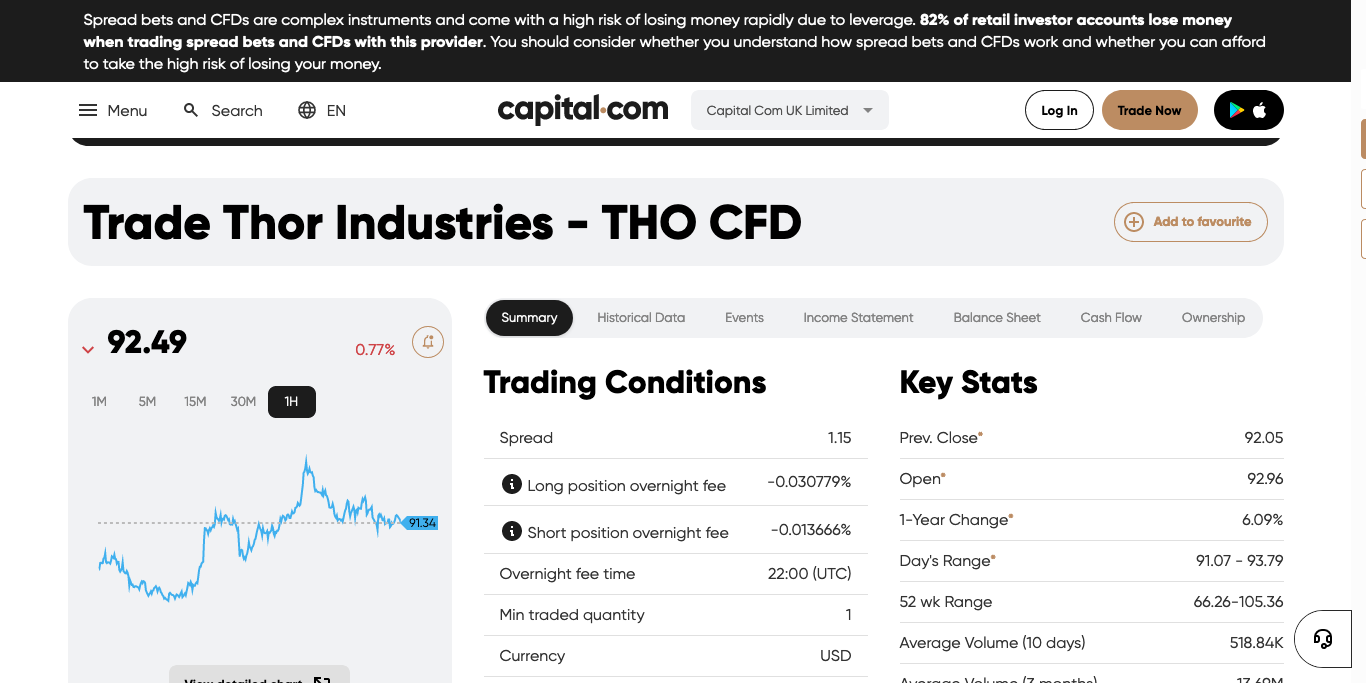 Spread bets and CFDs are complex instruments and come with a high risk of losing money rapidly due to leverage. 82% of retail investor accounts lose money
when trading spread bets and CFDs with this provider. You should consider whether you understand how spread bets and CFDs work and whether you can afford
to take the high risk of losing your money.
Menu Search EN capital.com Capital Com UK Limited Log In Trade Now
Trade Thor Industries - THO CFD
Add to favourite
92.49 0.77%
1M 5M 15M 30M 1H
91.34
View detailed chart
Summary Historical Data Events Income Statement Balance Sheet Cash Flow Ownership
Trading Conditions
Spread 1.15
Long position overnight fee -0.030779%
Short position overnight fee -0.013666%
Overnight fee time 22:00 (UTC)
Min traded quantity 1
Currency USD
Key Stats
Prev. Close* 92.05
Open* 92.96
1-Year Change* 6.09%
Day's Range* 91.07 - 93.79
52 wk Range 66.26-105.36
Average Volume (10 days) 518.84K
Average Volume (3 months) 13.69M